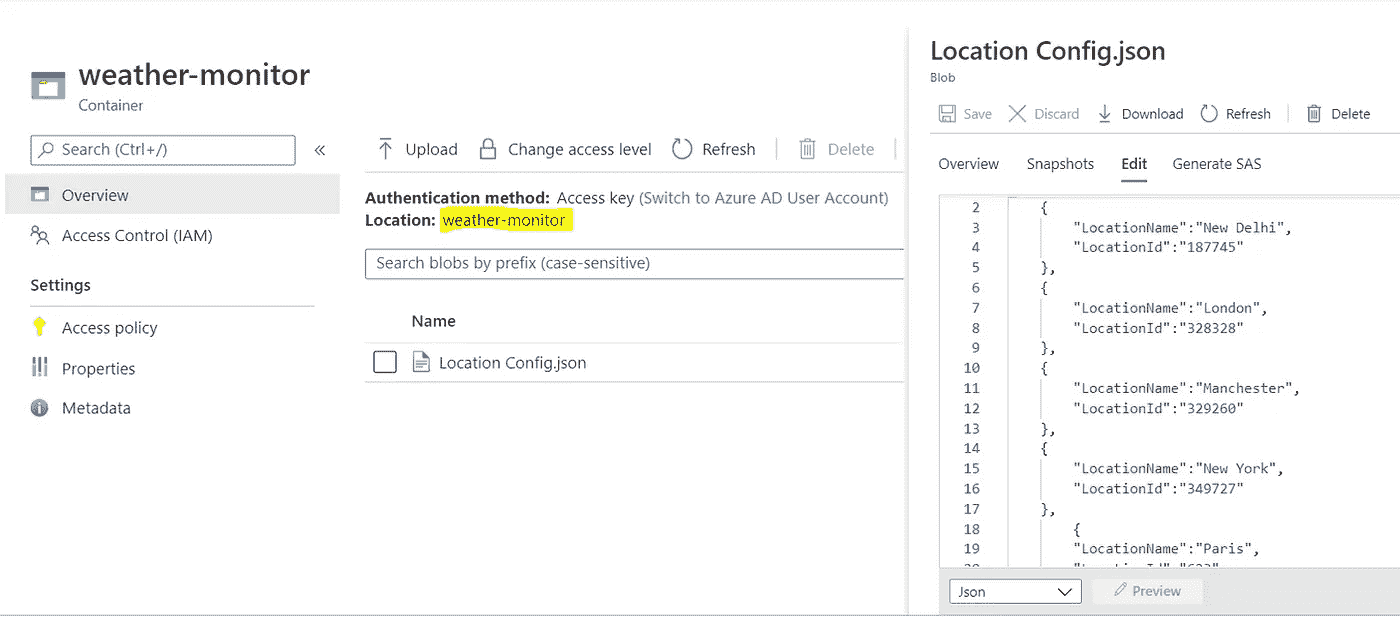 weather-monitor
Container
Search (Ctrl+/)
«
Overview
Access Control (IAM)
Settings
Access policy
Properties
Metadata
Upload
Change access level
Refresh
Delete
Authentication method: Access key (Switch to Azure AD User Account)
Location: weather-monitor
Search blobs by prefix (case-sensitive)
Name
Location Config.json
Location Config.json
Blob
Save
Discard
Download
Refresh
Delete
Overview
Snapshots
Edit
Generate SAS
2 {
3 "LocationName":"New Delhi",
4 "LocationId":"187745"
5 },
6 {
7 "LocationName":"London",
8 "LocationId":"328328"
9 },
10 {
11 "LocationName":"Manchester",
12 "LocationId":"329260"
13 },
14 {
15 "LocationName":"New York",
16 "LocationId":"349727"
17 },
18 {
19 "LocationName":"Paris",
Json
Preview